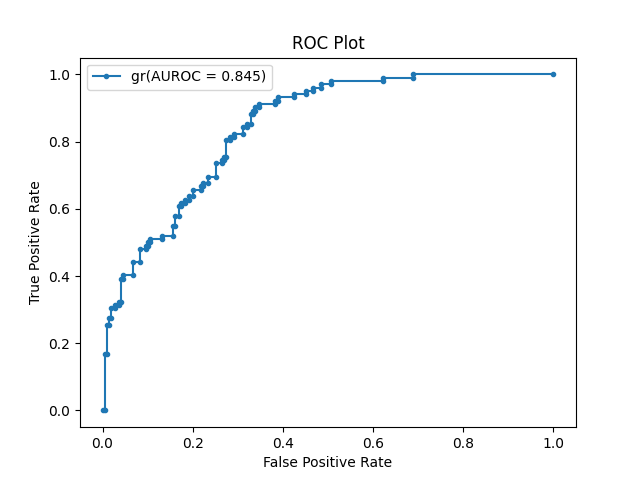 ROC Plot
gr(AUROC = 0.845)
1.0
0.8
0.6
0.4
0.2
0.0
True Positive Rate
0.0 0.2 0.4 0.6 0.8 1.0
False Positive Rate